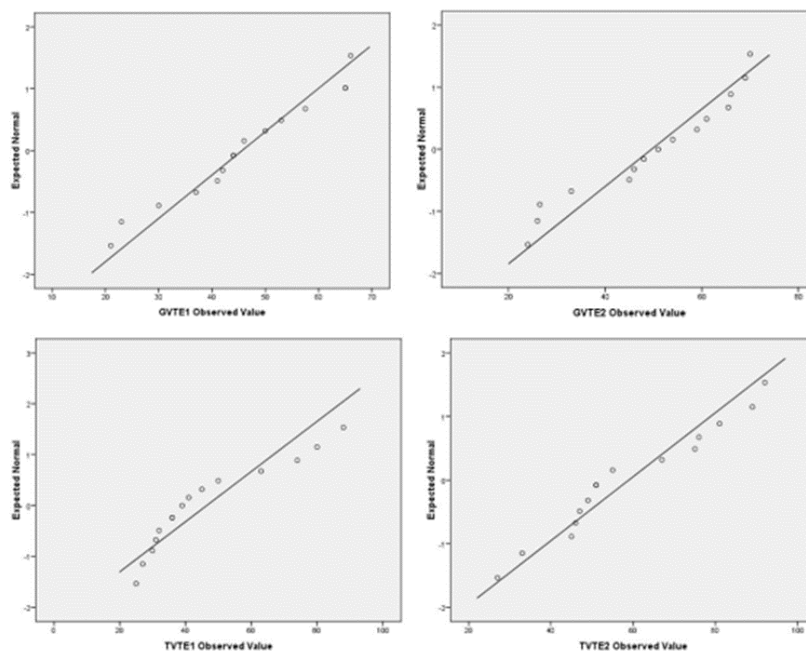 2
1
0
-1
-2
Expected Normal
10 20 30 40 50 60 70
GVTE1 Observed Value
2
1
0
-1
-2
Expected Normal
20 40 60 80
GVTE2 Observed Value
3
2
1
0
-1
-2
Expected Normal
0 20 40 60 80 100
TVTE1 Observed Value
2
1
0
-1
-2
Expected Normal
20 40 60 80 100
TVTE2 Observed Value